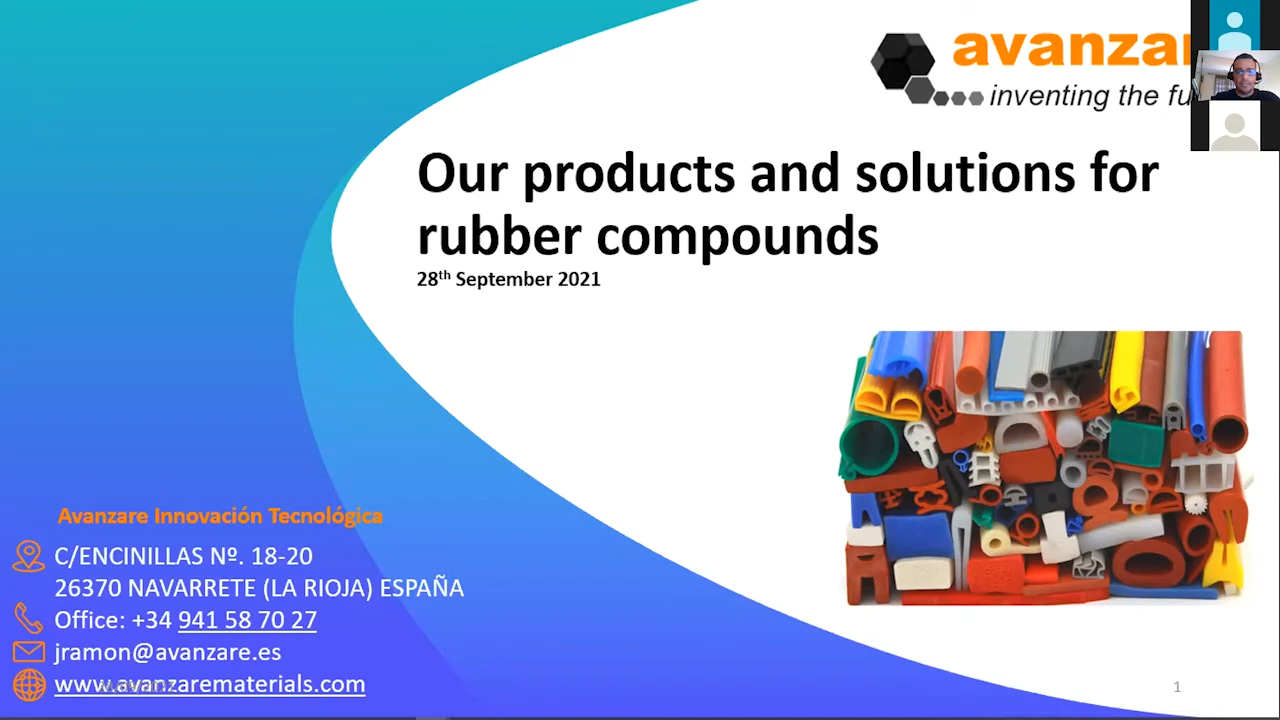 avanzar
inventing the fu
Our products and solutions for
rubber compounds
28th September 2021
Avanzare Innovación Tecnológica
C/ENCINILLAS Nº. 18-20
26370 NAVARRETE (LA RIOJA) ESPAÑA
Office: +34 941 58 70 27
jramon@avanzare.es
www.avanzarematerials.com
1